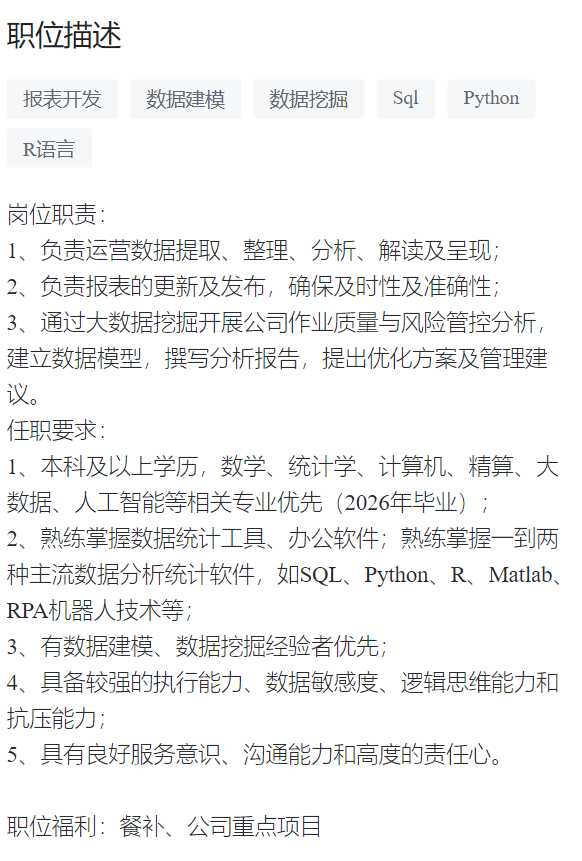 职位描述
报表开发 数据建模 数据挖掘 Sql Python
R语言
岗位职责：
1、负责运营数据提取、整理、分析、解读及呈现；
2、负责报表的更新及发布，确保及时性及准确性；
3、通过大数据挖掘开展公司作业质量与风险管控分析，
建立数据模型，撰写分析报告，提出优化方案及管理建
议。
任职要求：
1、本科及以上学历，数学、统计学、计算机、精算、大
数据、人工智能等相关专业优先（2026年毕业）；
2、熟练掌握数据统计工具、办公软件；熟练掌握一到两
种主流数据分析统计软件，如SQL、Python、R、Matlab、
RPA机器人技术等；
3、有数据建模、数据挖掘经验者优先；
4、具备较强的执行能力、数据敏感度、逻辑思维能力和
抗压能力；
5、具有良好服务意识、沟通能力和高度的责任心。
职位福利：餐补、公司重点项目